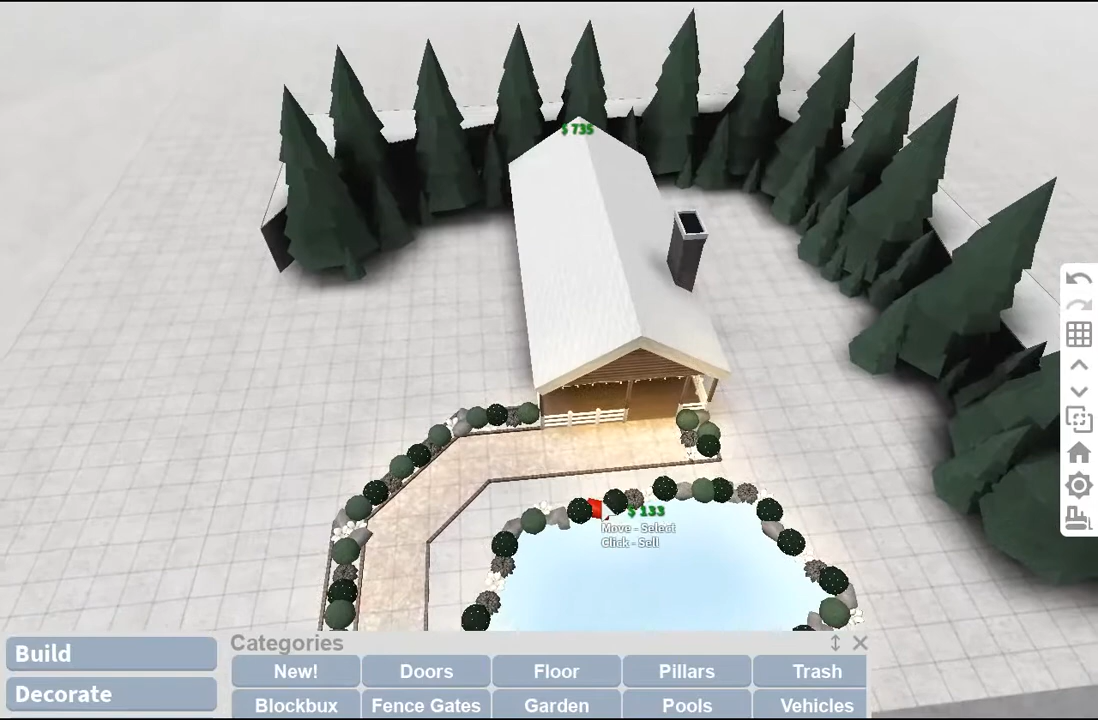 $ 735
$ 133
Move - Select
Click - Sell
Categories
Build
New!
Doors
Floor
Pillars
Trash
Decorate
Blockbux
Fence Gates
Garden
Pools
Vehicles